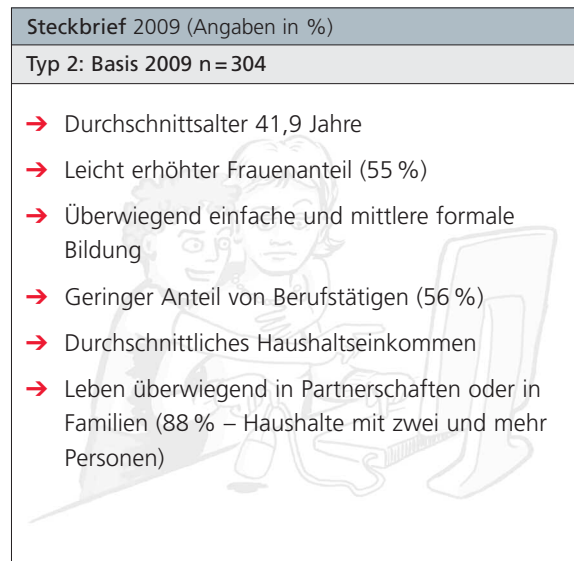 Steckbrief 2009 (Angaben in %)
Typ 2: Basis 2009 n = 304
➔ Durchschnittsalter 41,9 Jahre
➔ Leicht erhöhter Frauenanteil (55 %)
➔ Überwiegend einfache und mittlere formale
Bildung
➔ Geringer Anteil von Berufstätigen (56 %)
➔ Durchschnittliches Haushaltseinkommen
➔ Leben überwiegend in Partnerschaften oder in
Familien (88 % – Haushalte mit zwei und mehr
Personen)